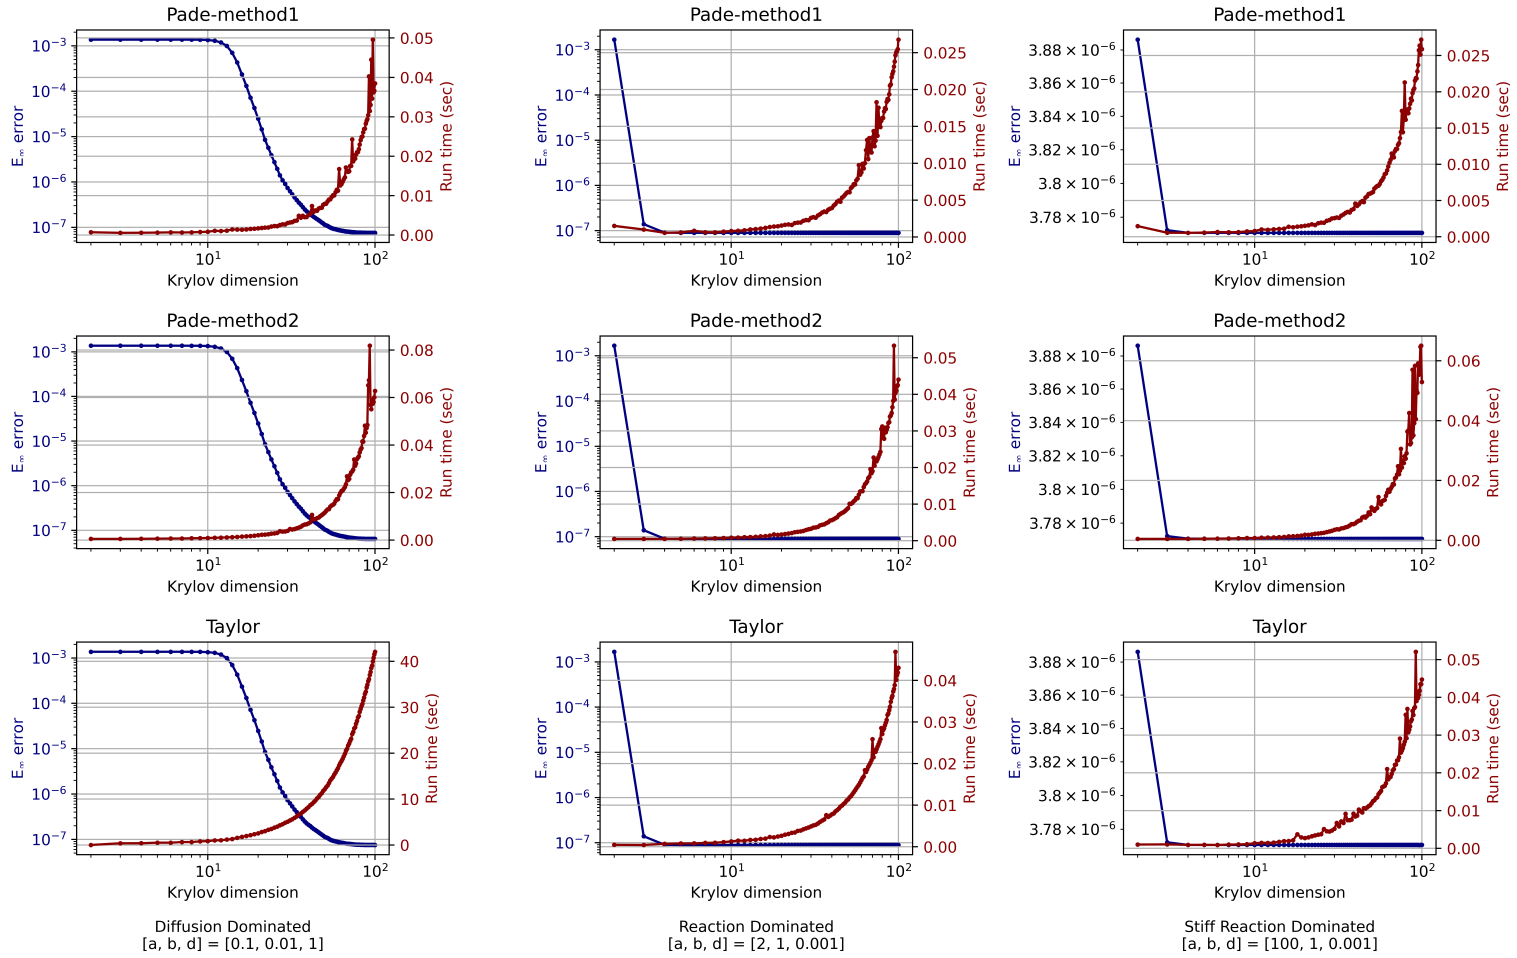 Pade-method1
Pade-method1
Pade-method1
10⁻³
10⁻⁴
10⁻⁵
10⁻⁶
10⁻⁷
E∞ error
0.05
0.04
0.03
0.02
0.01
0.00
Run time (sec)
10¹
10²
Krylov dimension
10⁻³
10⁻⁴
10⁻⁵
10⁻⁶
10⁻⁷
E∞ error
0.025
0.020
0.015
0.010
0.005
0.000
Run time (sec)
10¹
10²
Krylov dimension
3.88 × 10⁻⁶
3.86 × 10⁻⁶
3.84 × 10⁻⁶
3.82 × 10⁻⁶
3.8 × 10⁻⁶
3.78 × 10⁻⁶
E∞ error
0.025
0.020
0.015
0.010
0.005
0.000
Run time (sec)
10¹
10²
Krylov dimension
Pade-method2
Pade-method2
Pade-method2
10⁻³
10⁻⁴
10⁻⁵
10⁻⁶
10⁻⁷
E∞ error
0.08
0.06
0.04
0.02
0.00
Run time (sec)
10¹
10²
Krylov dimension
10⁻³
10⁻⁴
10⁻⁵
10⁻⁶
10⁻⁷
E∞ error
0.05
0.04
0.03
0.02
0.01
0.00
Run time (sec)
10¹
10²
Krylov dimension
3.88 × 10⁻⁶
3.86 × 10⁻⁶
3.84 × 10⁻⁶
3.82 × 10⁻⁶
3.8 × 10⁻⁶
3.78 × 10⁻⁶
E∞ error
0.06
0.04
0.02
0.00
Run time (sec)
10¹
10²
Krylov dimension
Taylor
Taylor
Taylor
10⁻³
10⁻⁴
10⁻⁵
10⁻⁶
10⁻⁷
E∞ error
40
30
20
10
0
Run time (sec)
10¹
10²
Krylov dimension
10⁻³
10⁻⁴
10⁻⁵
10⁻⁶
10⁻⁷
E∞ error
0.04
0.03
0.02
0.01
0.00
Run time (sec)
10¹
10²
Krylov dimension
3.88 × 10⁻⁶
3.86 × 10⁻⁶
3.84 × 10⁻⁶
3.82 × 10⁻⁶
3.8 × 10⁻⁶
3.78 × 10⁻⁶
E∞ error
0.05
0.04
0.03
0.02
0.01
0.00
Run time (sec)
10¹
10²
Krylov dimension
Diffusion Dominated
[a, b, d] = [0.1, 0.01, 1]
Reaction Dominated
[a, b, d] = [2, 1, 0.001]
Stiff Reaction Dominated
[a, b, d] = [100, 1, 0.001]